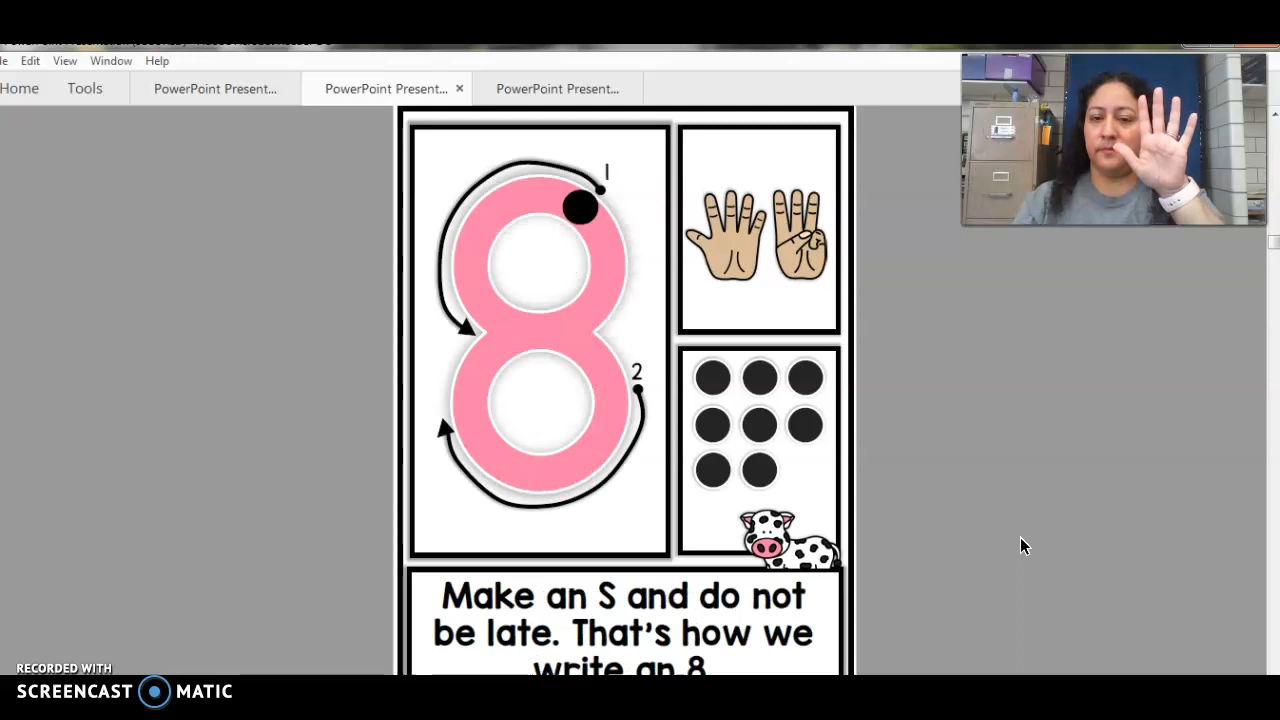 Edit View Window Help
Home Tools PowerPoint Present... PowerPoint Present... × PowerPoint Present...
1
8
2
Make an S and do not
be late. That's how we
write an 8
RECORDED WITH
SCREENCAST MATIC